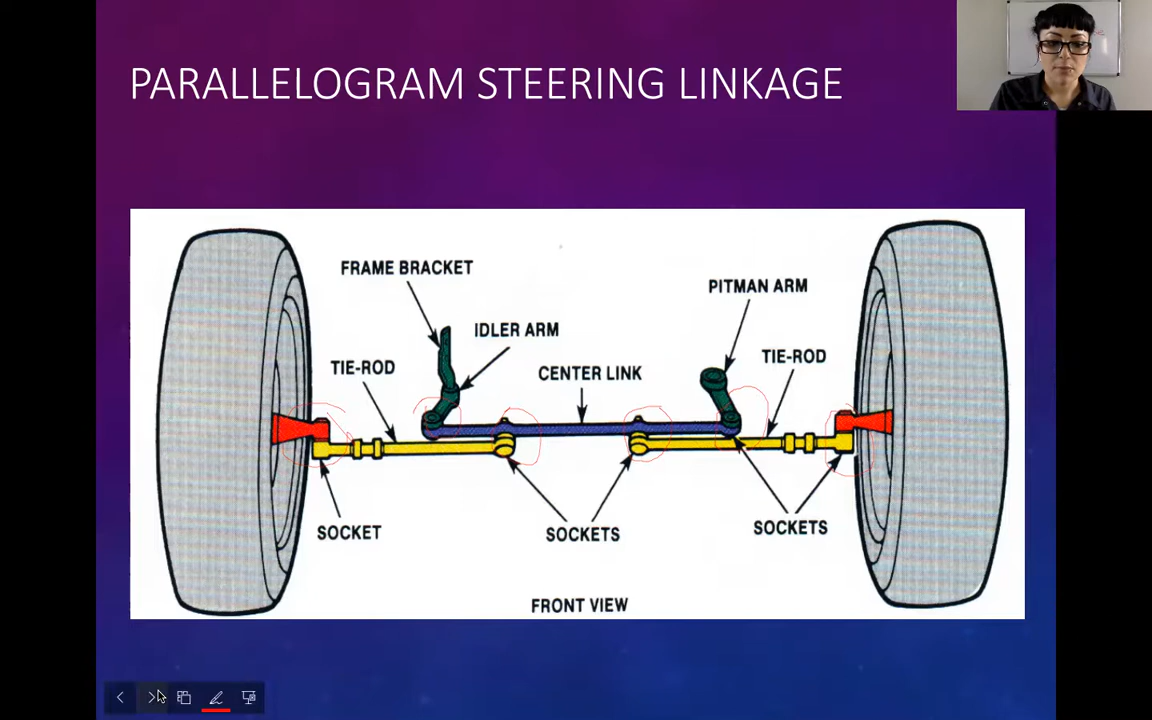 PARALLELOGRAM STEERING LINKAGE
FRAME BRACKET
PITMAN ARM
IDLER ARM
TIE-ROD
TIE-ROD
CENTER LINK
SOCKET
SOCKETS
SOCKETS
FRONT VIEW